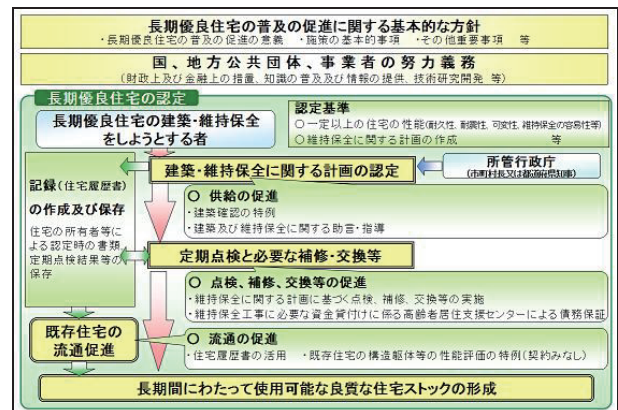 長期優良住宅の普及の促進に関する基本的な方針
・長期優良住宅の普及の促進の意義 ・施策の基本的事項 ・その他重要事項 等
国、地方公共団体、事業者の努力義務
(財政上及び金融上の措置、知識の普及及び情報の提供、技術研究開発 等)
長期優良住宅の認定
長期優良住宅の建築・維持保全
をしようとする者
認定基準
○一定以上の住宅の性能(耐久性、耐震性、可変性、維持保全の容易性等)
○維持保全に関する計画の作成 等
建築・維持保全に関する計画の認定
所管行政庁
(市町村長又は都道府県知事)
記録(住宅履歴書)
の作成及び保存
住宅の所有者等に
よる認定時の書類、
定期点検結果等の
保存
○ 供給の促進
・建築確認の特例
・建築及び維持保全に関する助言・指導
定期点検と必要な補修・交換等
○ 点検、補修、交換等の促進
・維持保全に関する計画に基づく点検、補修、交換等の実施
・維持保全工事に必要な資金貸付けに係る高齢者居住支援センターによる債務保証
既存住宅の
流通促進
○ 流通の促進
・住宅履歴書の活用 ・既存住宅の構造躯体等の性能評価の特例(契約みなし)
長期間にわたって使用可能な良質な住宅ストックの形成